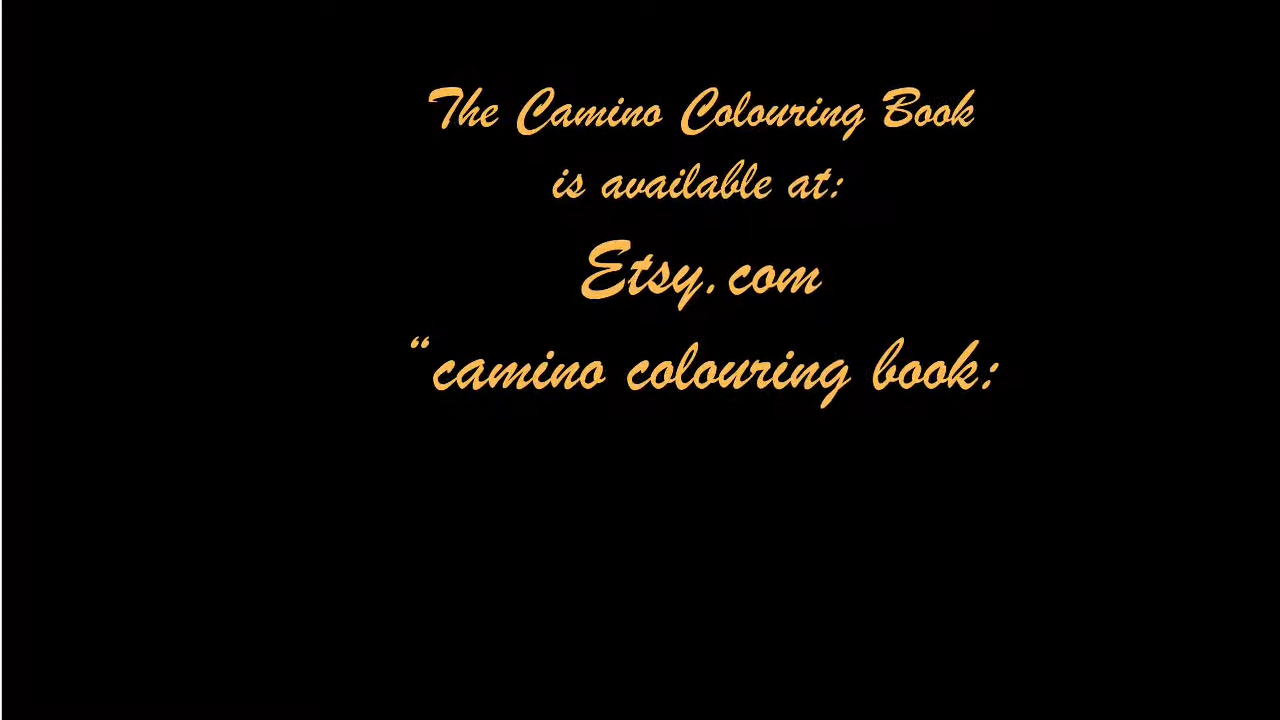 The Camino Colouring Book
is available at:
Etsy.com
“camino colouring book: